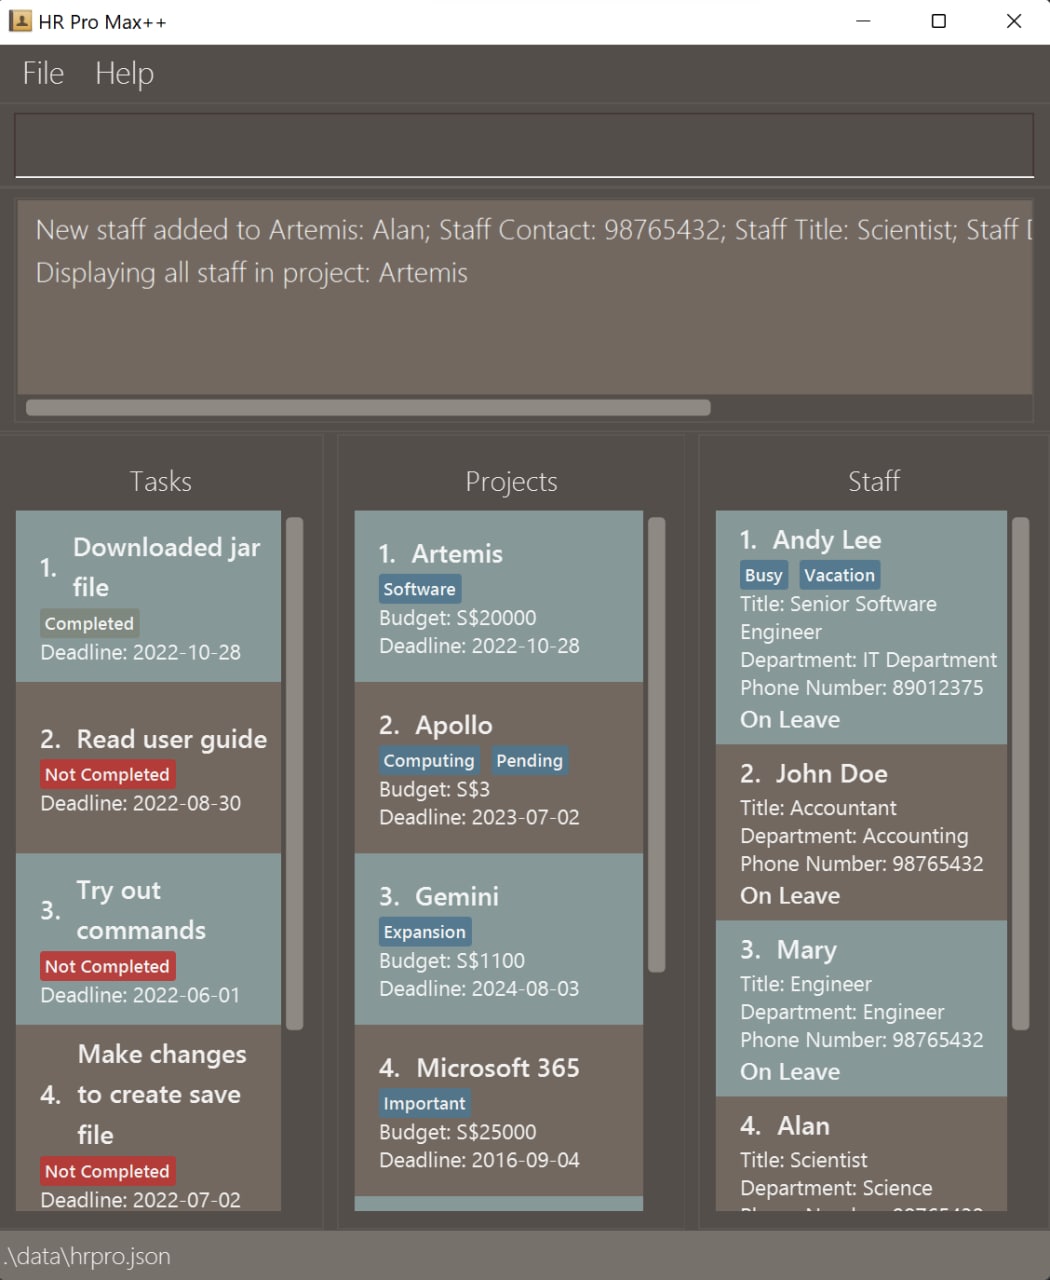 HR Pro Max++
File Help
New staff added to Artemis: Alan; Staff Contact: 98765432; Staff Title: Scientist; Staff
Displaying all staff in project: Artemis
Tasks
1. Downloaded jar
file
Completed
Deadline: 2022-10-28
2. Read user guide
Not Completed
Deadline: 2022-08-30
3. Try out
commands
Not Completed
Deadline: 2022-06-01
4. Make changes
to create save
file
Not Completed
Deadline: 2022-07-02
Projects
1. Artemis
Software
Budget: S$20000
Deadline: 2022-10-28
2. Apollo
Computing Pending
Budget: S$3
Deadline: 2023-07-02
3. Gemini
Expansion
Budget: S$1100
Deadline: 2024-08-03
4. Microsoft 365
Important
Budget: S$25000
Deadline: 2016-09-04
Staff
1. Andy Lee
Busy Vacation
Title: Senior Software
Engineer
Department: IT Department
Phone Number: 89012375
On Leave
2. John Doe
Title: Accountant
Department: Accounting
Phone Number: 98765432
On Leave
3. Mary
Title: Engineer
Department: Engineer
Phone Number: 98765432
On Leave
4. Alan
Title: Scientist
Department: Science
.\data\hrpro.json